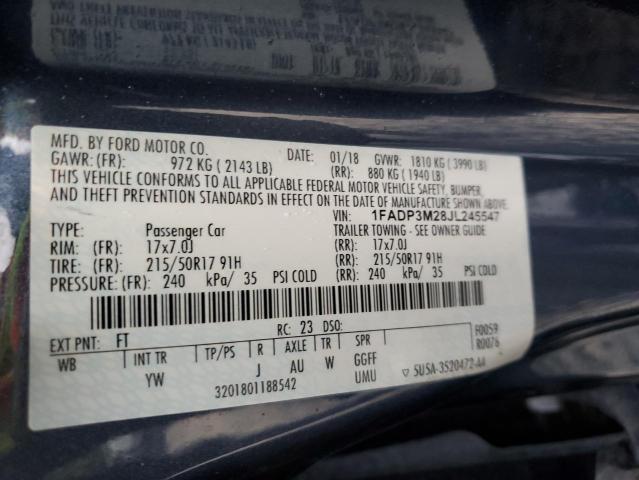 MFD. BY FORD MOTOR CO. DATE: 01/18 GVWR: 1810 KG ( 3990 LB)
GAWR: (FR): 972 KG ( 2143 LB) (RR): 880 KG ( 1940 LB)
THIS VEHICLE CONFORMS TO ALL APPLICABLE FEDERAL MOTOR VEHICLE SAFETY, BUMPER,
AND THEFT PREVENTION STANDARDS IN EFFECT ON THE DATE OF MANUFACTURE SHOWN ABOVE.
VIN: 1FADP3M28JL245547
TYPE: Passenger Car TRAILER TOWING - SEE OWNER GUIDE
RIM: (FR): 17x7.0J (RR): 17x7.0J
TIRE: (FR): 215/50R17 91H (RR): 215/50R17 91H
PRESSURE: (FR): 240 kPa/ 35 PSI COLD (RR): 240 kPa/ 35 PSI COLD
EXT PNT: FT RC: 23 DSO: F0059
R0076
WB INT TR TP/PS R AXLE TR SPR
YW J AU W GGFF
UMU
3201801188542 ▽ 5U5A-3520472-AA